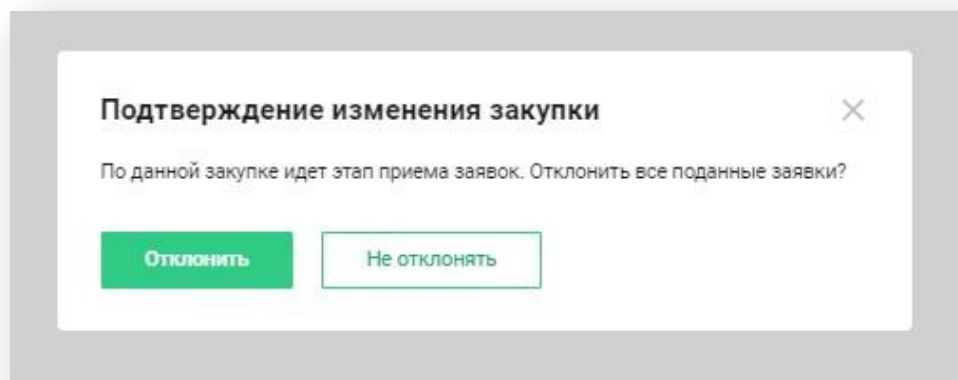 Подтверждение изменения закупки
По данной закупке идет этап приема заявок. Отклонить все поданные заявки?
Отклонить
Не отклонять